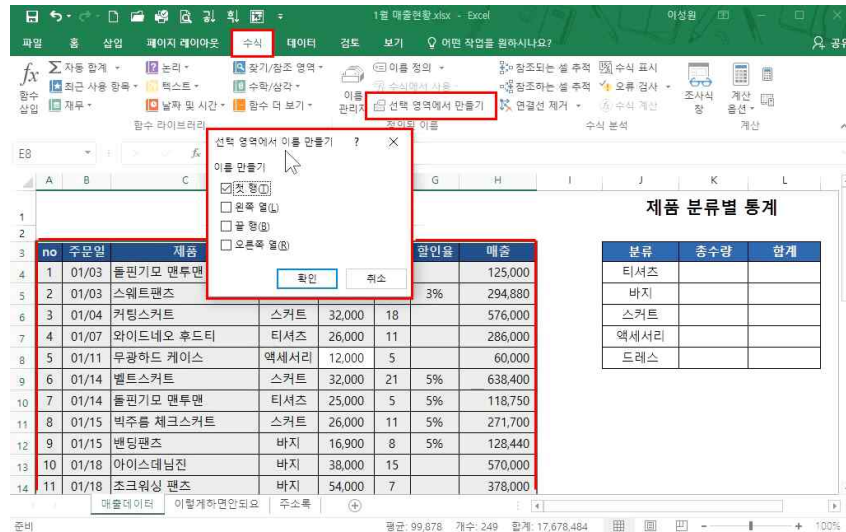 1월 매출현황.xlsx - Excel 이성원
파일 홈 삽입 페이지 레이아웃 수식 데이터 검토 보기 어떤 작업을 원하시나요? 공유
fx 함수 삽입
자동 합계 논리 찾기/참조 영역
최근 사용 항목 텍스트 수학/삼각
재무 날짜 및 시간 함수 더 보기
함수 라이브러리
이름 관리자
이름 정의
수식에서 사용
선택 영역에서 만들기
정의된 이름
참조되는 셀 추적 수식 표시
참조하는 셀 추적 오류 검사
연결선 제거 수식 계산
조사식 창
수식 분석
계산 옵션
계산
E8 fx
선택 영역에서 이름 만들기 ? ×
이름 만들기
첫 행(T)
왼쪽 열(L)
끝 행(B)
오른쪽 열(R)
확인 취소
A B C G H I J K L
1 제품 분류별 통계
2
3 no 주문일 제품 할인율 매출 분류 총수량 합계
4 1 01/03 돌핀기모 맨투맨 125,000 티셔츠
5 2 01/03 스웨트팬츠 3% 294,880 바지
6 3 01/04 커팅스커트 스커트 32,000 18 576,000 스커트
7 4 01/07 와이드네오 후드티 티셔츠 26,000 11 286,000 액세서리
8 5 01/11 무광하드 케이스 액세서리 12,000 5 60,000 드레스
9 6 01/14 벨트스커트 스커트 32,000 21 5% 638,400
10 7 01/14 돌핀기모 맨투맨 티셔츠 25,000 5 5% 118,750
11 8 01/15 빅주름 체크스커트 스커트 26,000 11 5% 271,700
12 9 01/15 밴딩팬츠 바지 16,900 8 5% 128,440
13 10 01/18 아이스데님진 바지 38,000 15 570,000
14 11 01/18 초크워싱 팬츠 바지 54,000 7 378,000
매출데이터 이렇게하면안되요 주소록
준비 평균: 99,878 개수: 249 합계: 17,678,484 100%